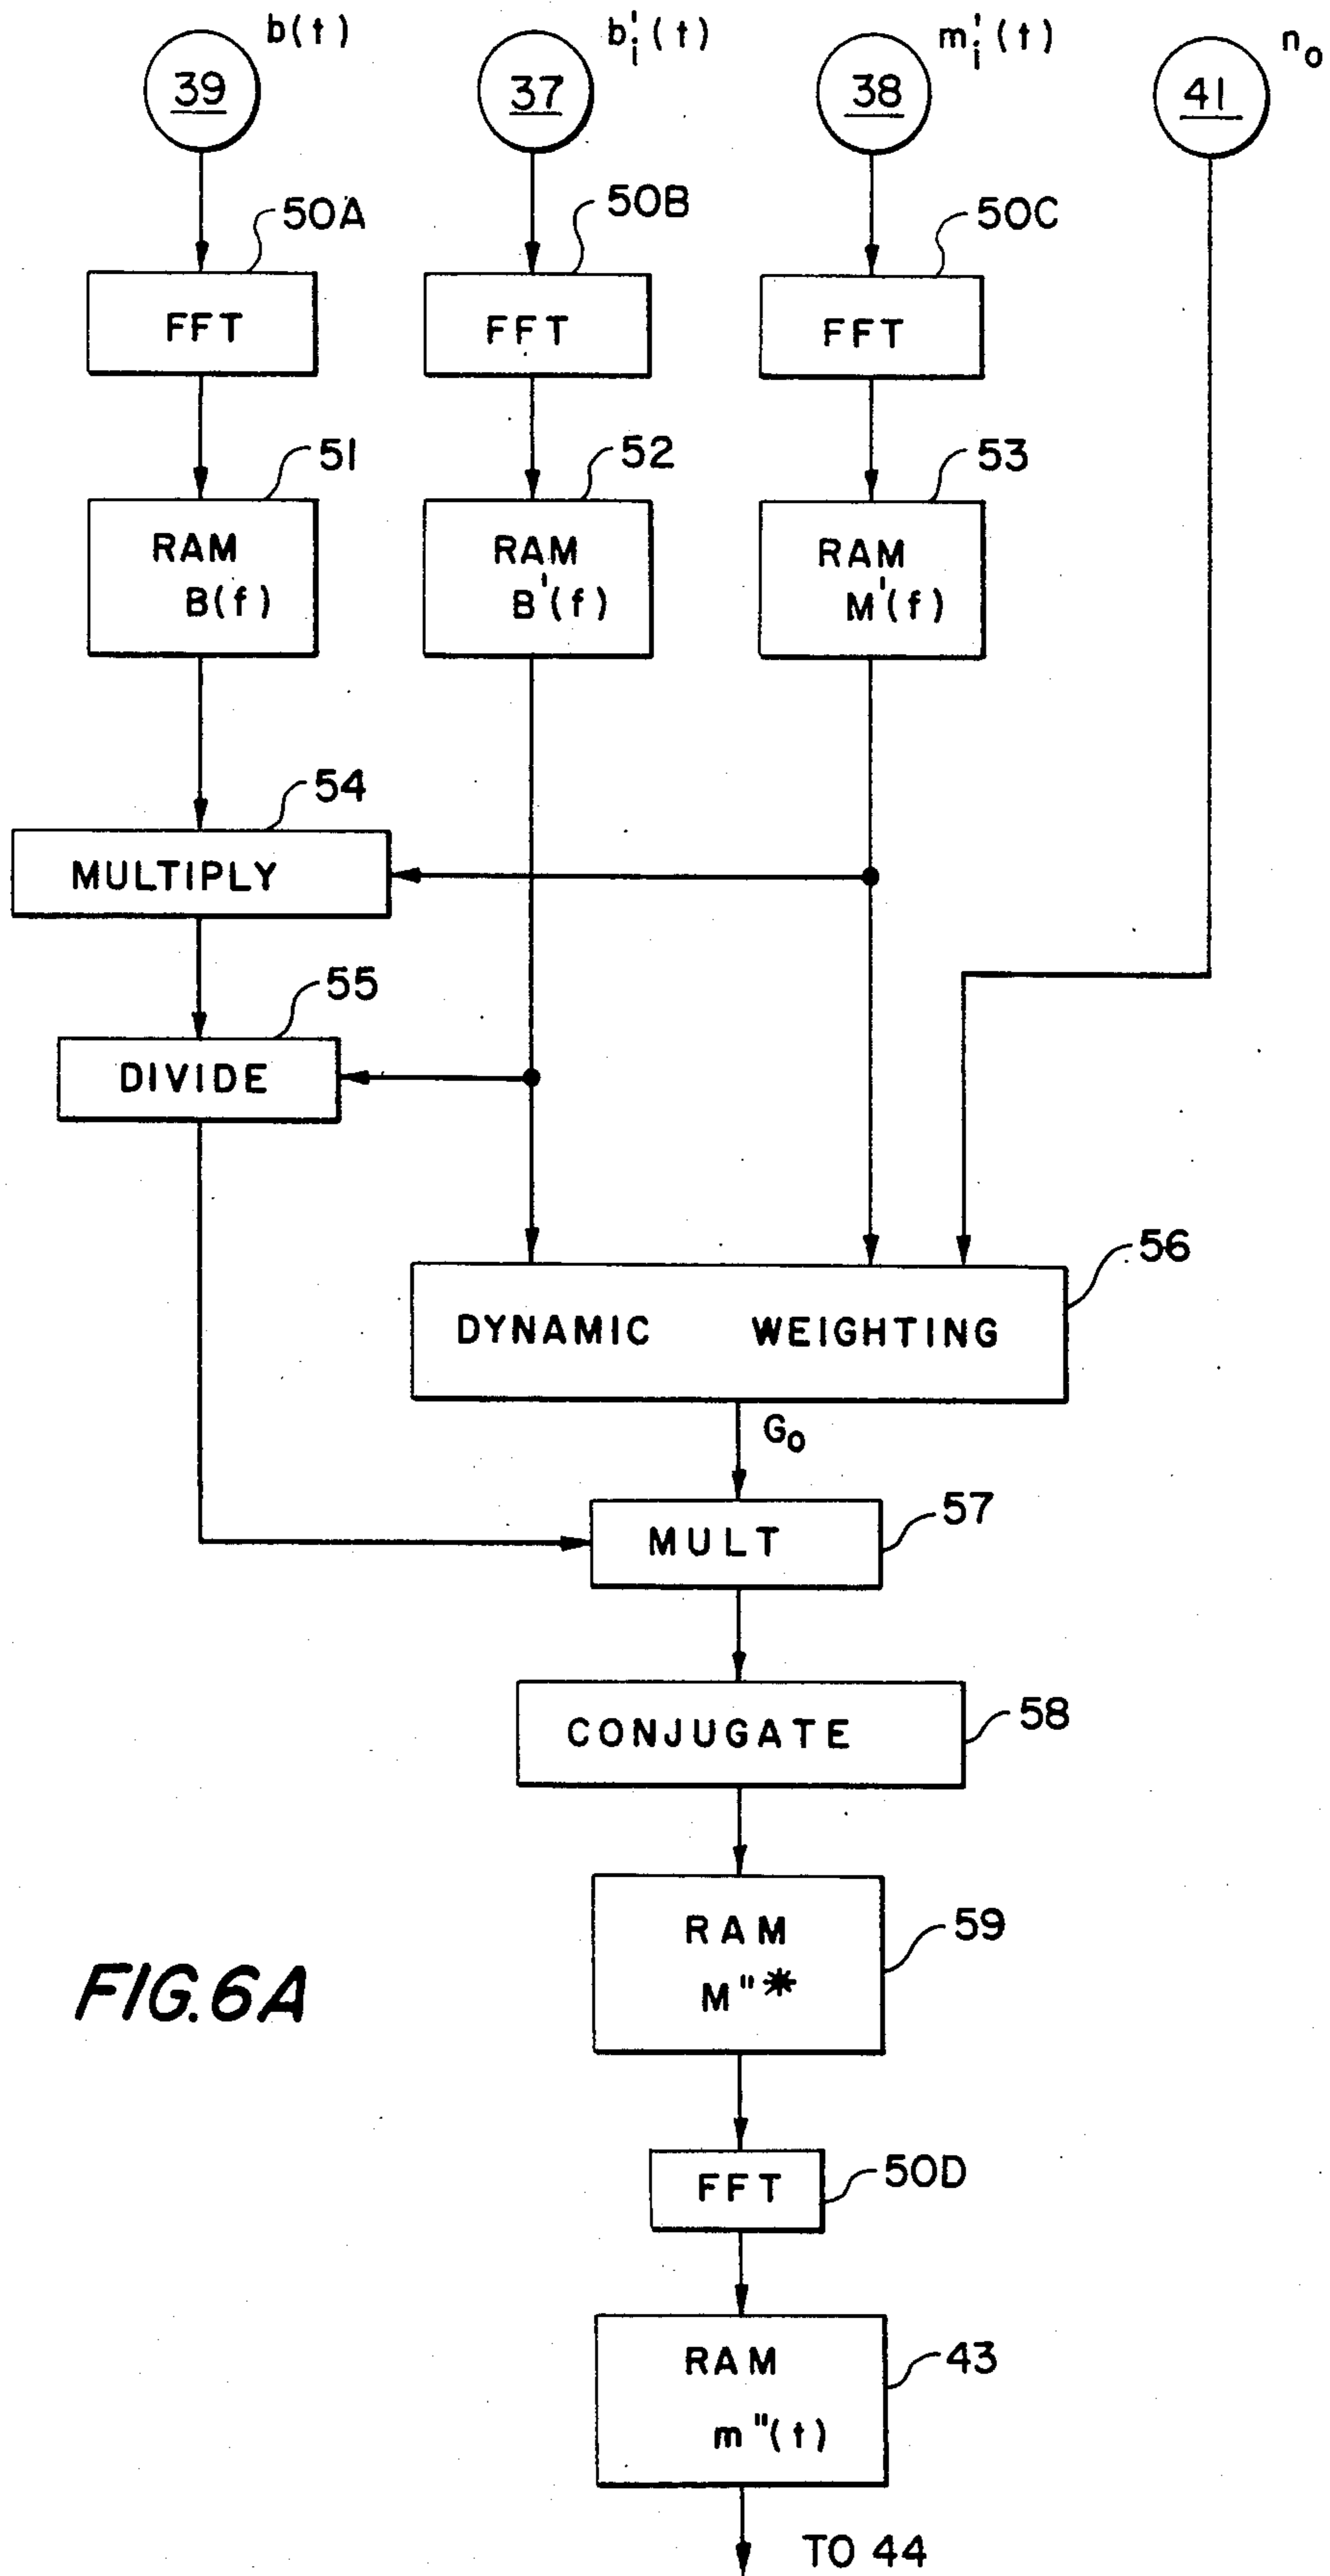 b(t)
b'i(t)
m'i(t)
no
39
37
38
41
50A
50B
50C
FFT
FFT
FFT
51
52
53
RAM
B(f)
RAM
B'(f)
RAM
M'(f)
54
MULTIPLY
55
DIVIDE
56
DYNAMIC WEIGHTING
Go
57
MULT
58
CONJUGATE
59
RAM
M"*
FIG.6A
50D
FFT
43
RAM
m"(t)
TO 44